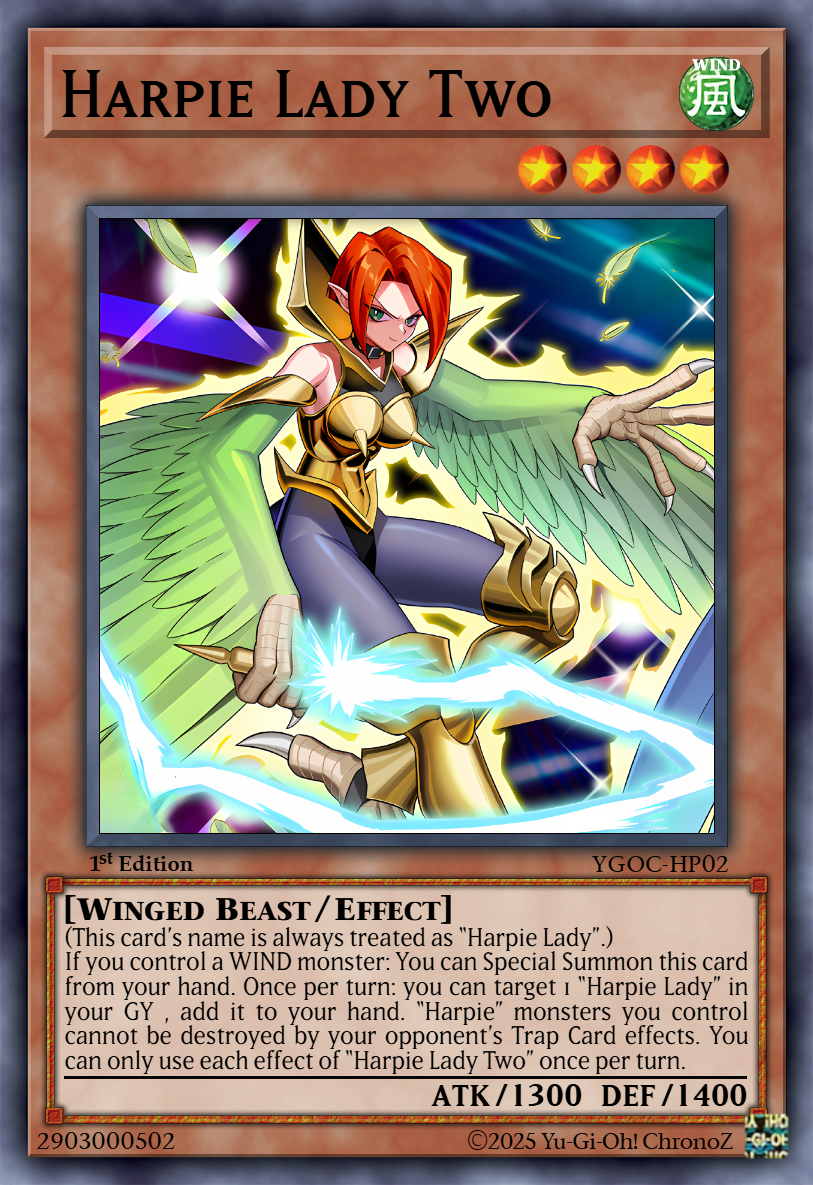 Harpie Lady Two
WIND
風
1st Edition
YGOC-HP02
[Winged Beast/Effect]
(This card's name is always treated as "Harpie Lady".)
If you control a WIND monster: You can Special Summon this card
from your hand. Once per turn: you can target 1 "Harpie Lady" in
your GY , add it to your hand. "Harpie" monsters you control
cannot be destroyed by your opponent's Trap Card effects. You
can only use each effect of "Harpie Lady Two" once per turn.
ATK/1300 DEF/1400
2903000502
©2025 Yu-Gi-Oh! ChronoZ